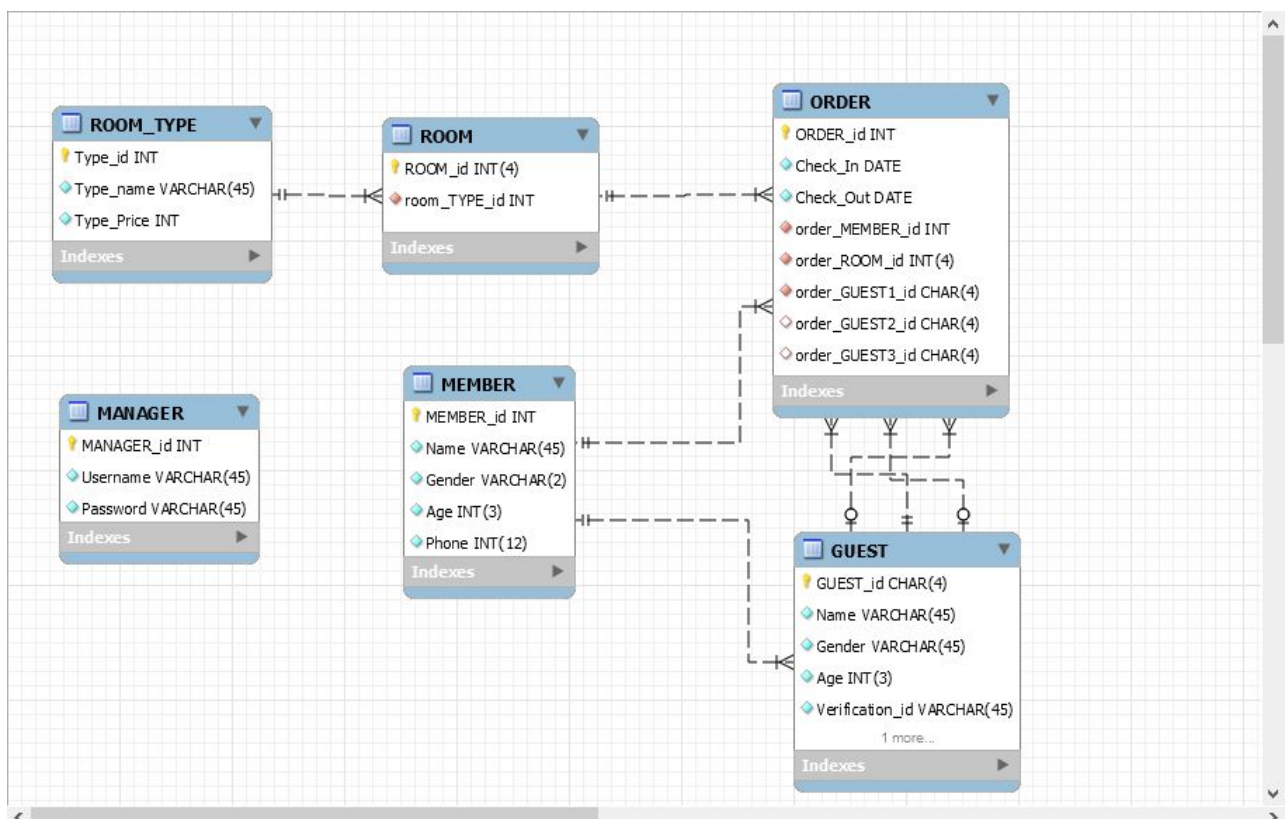 ROOM_TYPE
Type_id INT
Type_name VARCHAR(45)
Type_Price INT
Indexes
ROOM
ROOM_id INT(4)
room_TYPE_id INT
Indexes
ORDER
ORDER_id INT
Check_In DATE
Check_Out DATE
order_MEMBER_id INT
order_ROOM_id INT(4)
order_GUEST1_id CHAR(4)
order_GUEST2_id CHAR(4)
order_GUEST3_id CHAR(4)
Indexes
MANAGER
MANAGER_id INT
Username VARCHAR(45)
Password VARCHAR(45)
Indexes
MEMBER
MEMBER_id INT
Name VARCHAR(45)
Gender VARCHAR(2)
Age INT(3)
Phone INT(12)
Indexes
GUEST
GUEST_id CHAR(4)
Name VARCHAR(45)
Gender VARCHAR(45)
Age INT(3)
Verification_id VARCHAR(45)
1 more...
Indexes